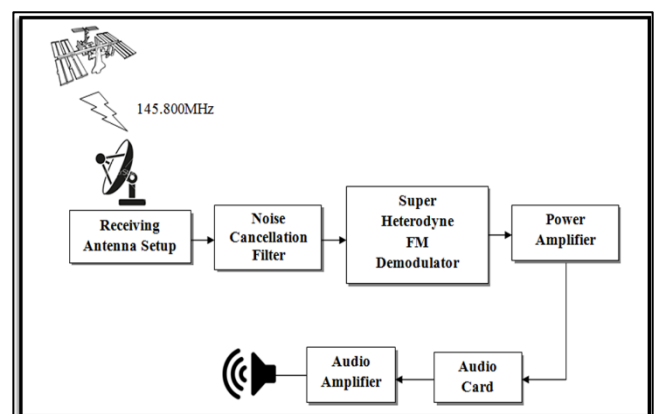 145.800MHz
Receiving
Antenna Setup
Noise
Cancellation
Filter
Super
Heterodyne
FM
Demodulator
Power
Amplifier
Audio
Amplifier
Audio
Card